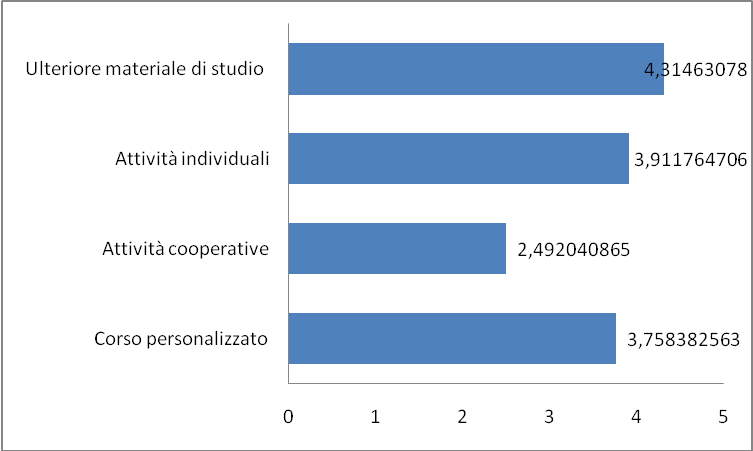 Ulteriore materiale di studio 4,31463078
Attività individuali 3,911764706
Attività cooperative 2,492040865
Corso personalizzato 3,758382563
0 1 2 3 4 5